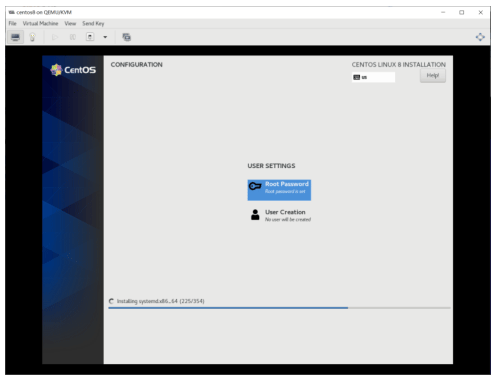 centos8 on QEMU/KVM
File Virtual Machine View Send Key
CentOS
CONFIGURATION
CENTOS LINUX 8 INSTALLATION
us
Help!
USER SETTINGS
Root Password
Root password is set
User Creation
No user will be created
Installing systemd.x86_64 (225/354)